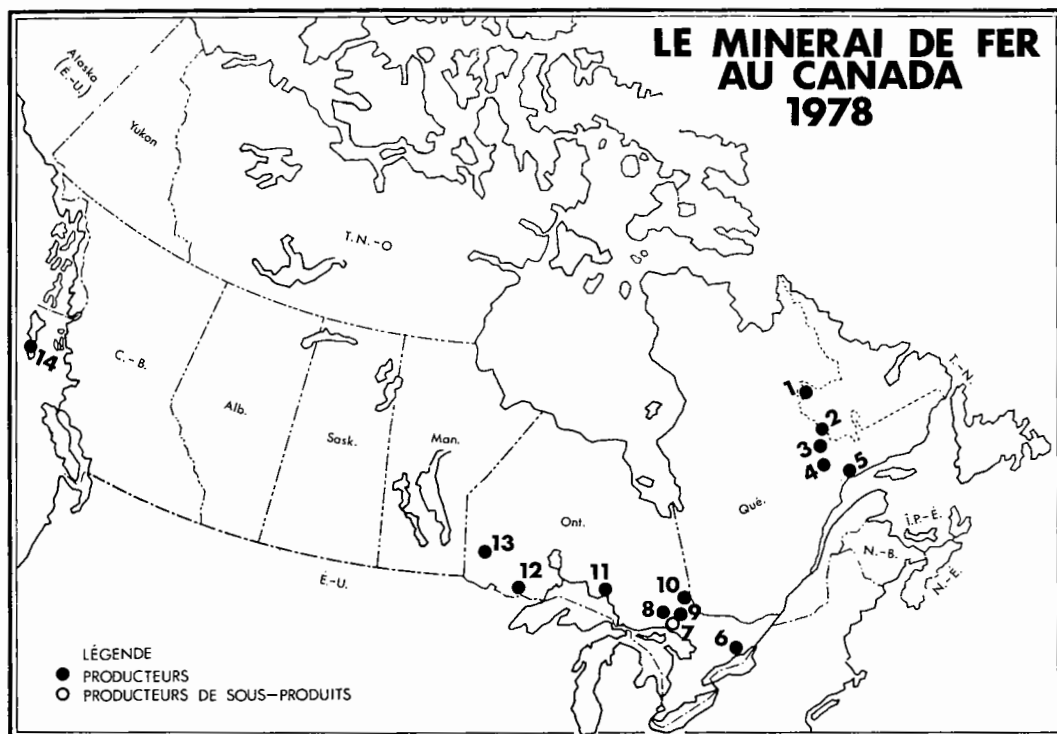 LE MINERAI DE FER
AU CANADA
1978
Alaska
(É.-U.)
Yukon
T.N.-O
C.-B.
Alb.
Sask.
Man.
Ont.
Qué.
T.-N.
Î.P.-É.
N.-B.
N.-É.
É.-U.
1
2
3
4
5
6
7
8
9
10
11
12
13
14
LÉGENDE
PRODUCTEURS
PRODUCTEURS DE SOUS-PRODUITS